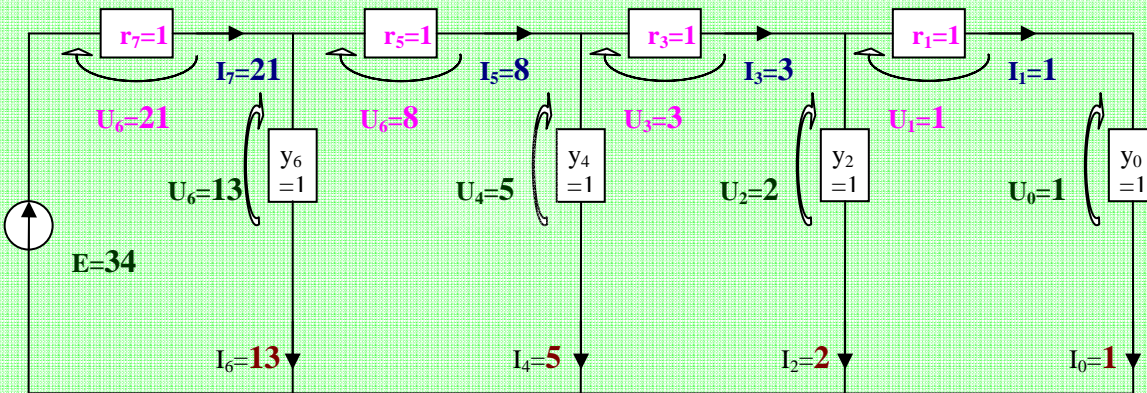 r₇=1 r₅=1 r₃=1 r₁=1
I₇=21 I₅=8 I₃=3 I₁=1
U₆=21 U₆=8 U₃=3 U₁=1
y₆ =1 y₄ =1 y₂ =1 y₀ =1
U₆=13 U₄=5 U₂=2 U₀=1
E=34
I₆=13 I₄=5 I₂=2 I₀=1